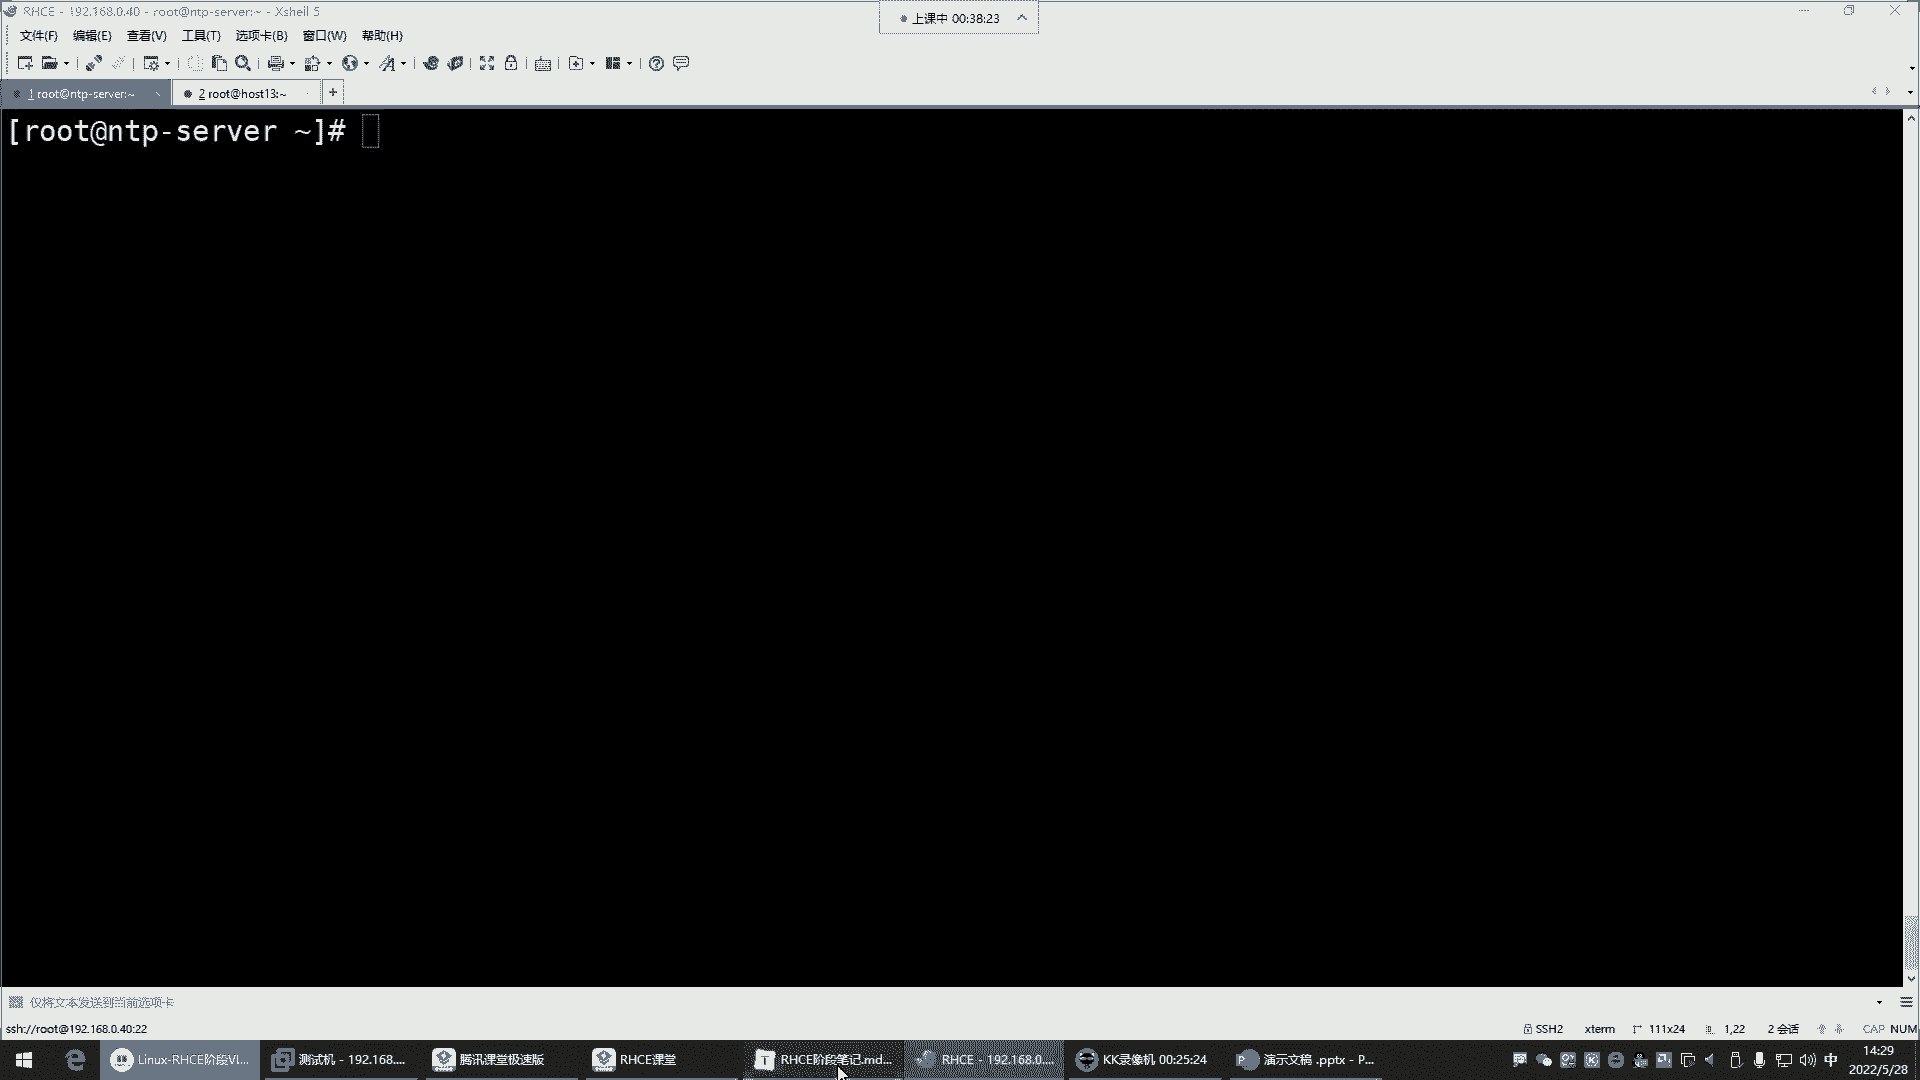 RHCE - 192.168.0.40 - root@ntp-server:~ - Xshell 5
上课中 00:38:23
文件(F) 编辑(E) 查看(V) 工具(T) 选项卡(B) 窗口(W) 帮助(H)
1 root@ntp-server:~ 2 root@host13:~ +
[root@ntp-server ~]#
仅将文本发送到当前选项卡
ssh://root@192.168.0.40:22 SSH2 xterm 111x24 1,22 2 会话 CAP NUM
Linux-RHCE阶段VI... 测试机 - 192.168.... 腾讯课堂极速版 RHCE课堂 RHCE阶段笔记.md... RHCE - 192.168.0.... KK录像机 00:25:24 演示文稿 .pptx - P... 中 14:29
2022/5/28